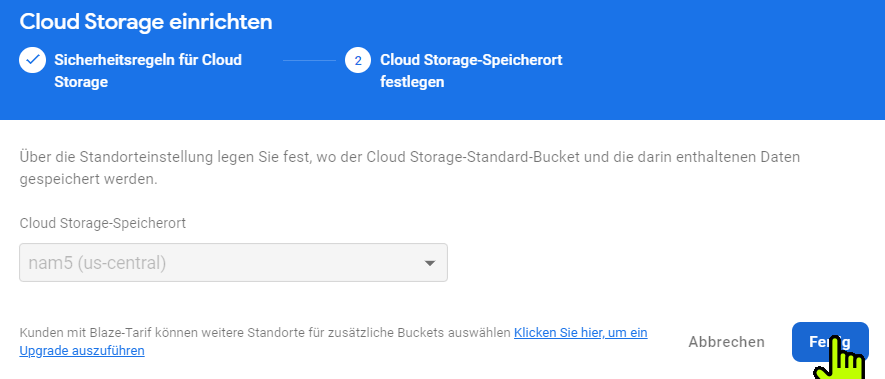 Cloud Storage einrichten
Sicherheitsregeln für Cloud
Storage
2
Cloud Storage-Speicherort
festlegen
Über die Standorteinstellung legen Sie fest, wo der Cloud Storage-Standard-Bucket und die darin enthaltenen Daten
gespeichert werden.
Cloud Storage-Speicherort
nam5 (us-central)
Kunden mit Blaze-Tarif können weitere Standorte für zusätzliche Buckets auswählen Klicken Sie hier, um ein
Upgrade auszuführen
Abbrechen
Fertig